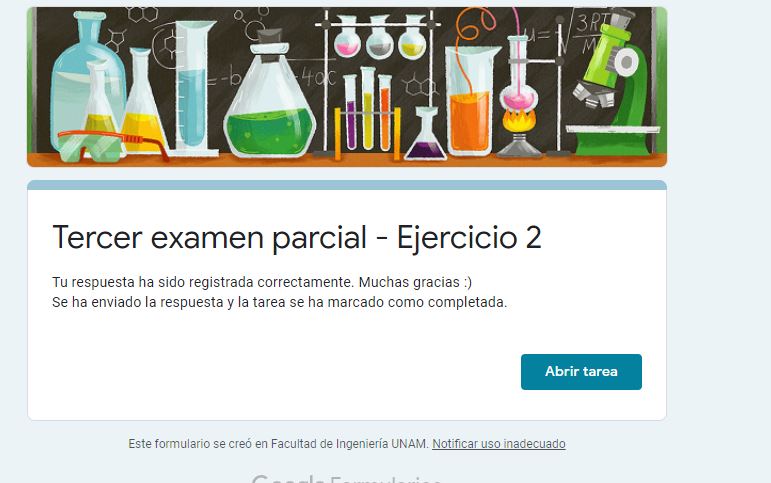 3RT
M
u=
-b
-4ac
Tercer examen parcial - Ejercicio 2
Tu respuesta ha sido registrada correctamente. Muchas gracias :)
Se ha enviado la respuesta y la tarea se ha marcado como completada.
Abrir tarea
Este formulario se creó en Facultad de Ingeniería UNAM. Notificar uso inadecuado
Google Formularios